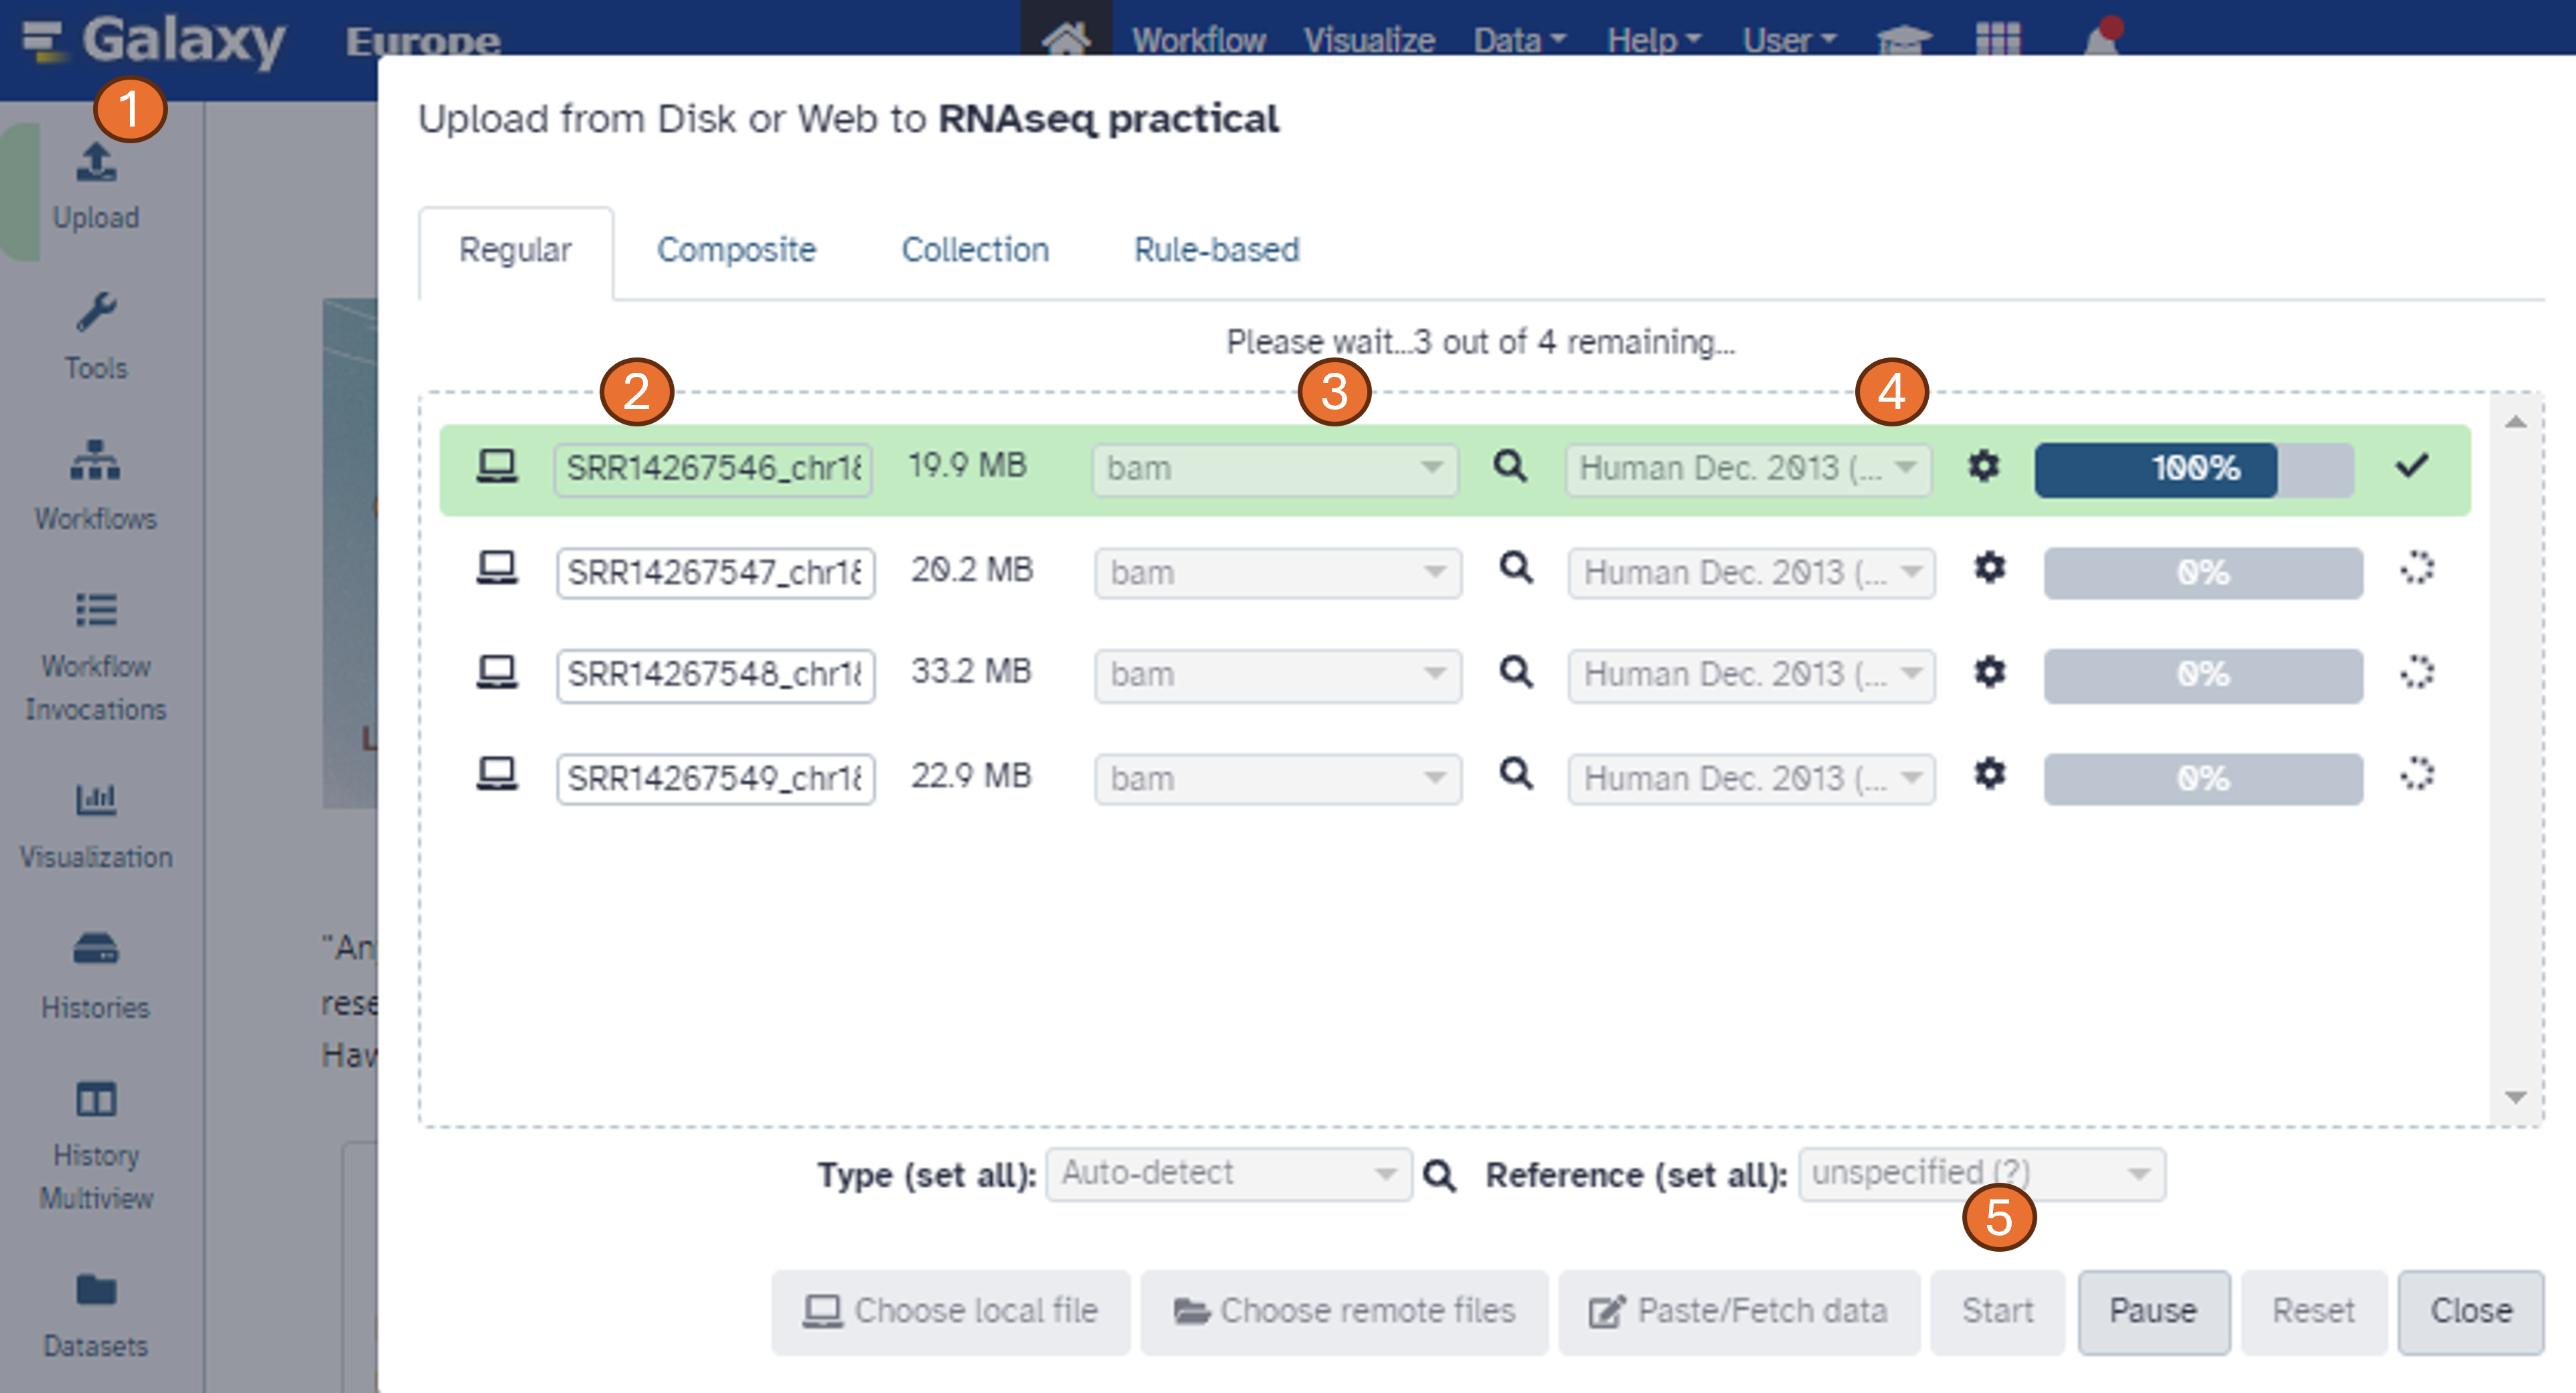 Galaxy Europe Workflow Visualize Data Help User
1
Upload
Tools
Workflows
Workflow
Invocations
Visualization
Histories
History
Multiview
Datasets
L
"An
rese
Haw
Upload from Disk or Web to RNAseq practical
Regular Composite Collection Rule-based
Please wait...3 out of 4 remaining...
2 3 4
SRR14267546_chr18 19.9 MB bam Human Dec. 2013 (... 100%
SRR14267547_chr18 20.2 MB bam Human Dec. 2013 (... 0%
SRR14267548_chr18 33.2 MB bam Human Dec. 2013 (... 0%
SRR14267549_chr18 22.9 MB bam Human Dec. 2013 (... 0%
Type (set all): Auto-detect Reference (set all): unspecified (?)
5
Choose local file Choose remote files Paste/Fetch data Start Pause Reset Close